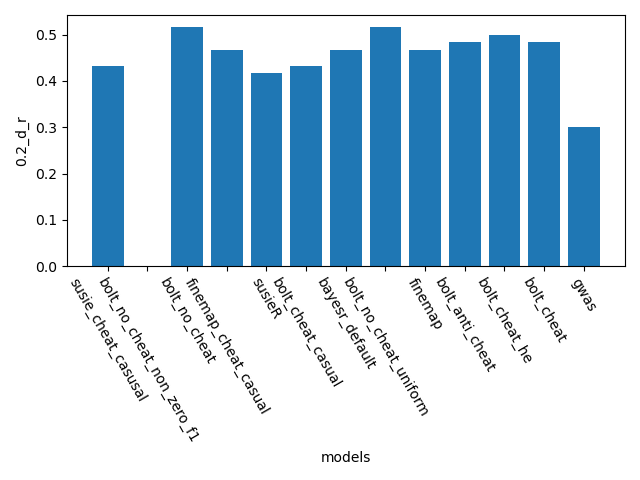 0.5
0.4
0.3
0.2
0.1
0.0
0.2_d_r
susie_cheat_casusal
bolt_no_cheat_non_zero_f1
bolt_no_cheat
finemap_cheat_casual
susieR
bolt_cheat_casual
bayesr_default
bolt_no_cheat_uniform
finemap
bolt_anti_cheat
bolt_cheat_he
bolt_cheat
gwas
models